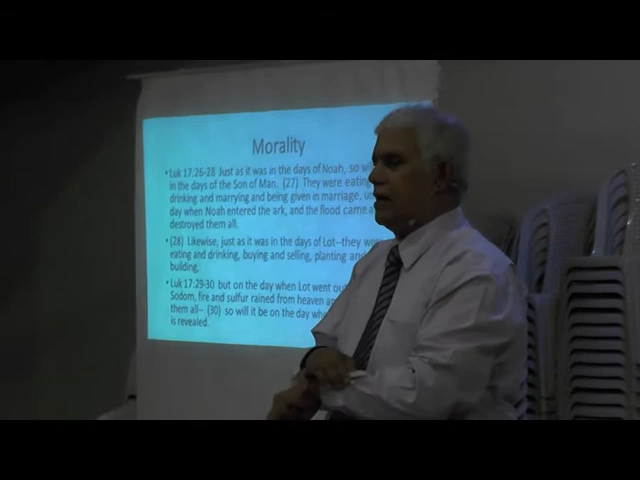 Morality
• Luk 17:26-28 Just as it was in the days of Noah, so
in the days of the Son of Man. (27) They were eating
drinking and marrying and being given in marriage,
day when Noah entered the ark, and the flood came
destroyed them all.
• (28) Likewise, just as it was in the days of Lot--they
eating and drinking, buying and selling, planting and
building,
• Luk 17:29-30 but on the day when Lot went
Sodom, fire and sulfur rained from heaven
them all-- (30) so will it be on the day
is revealed.